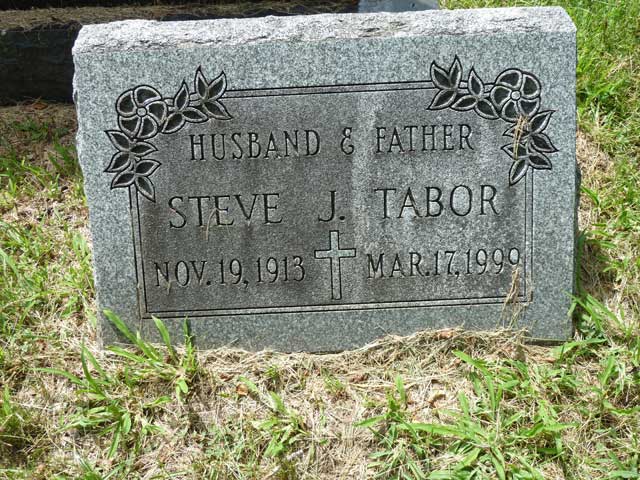 HUSBAND & FATHER
STEVE J. TABOR
NOV. 19, 1913 MAR. 17, 1999